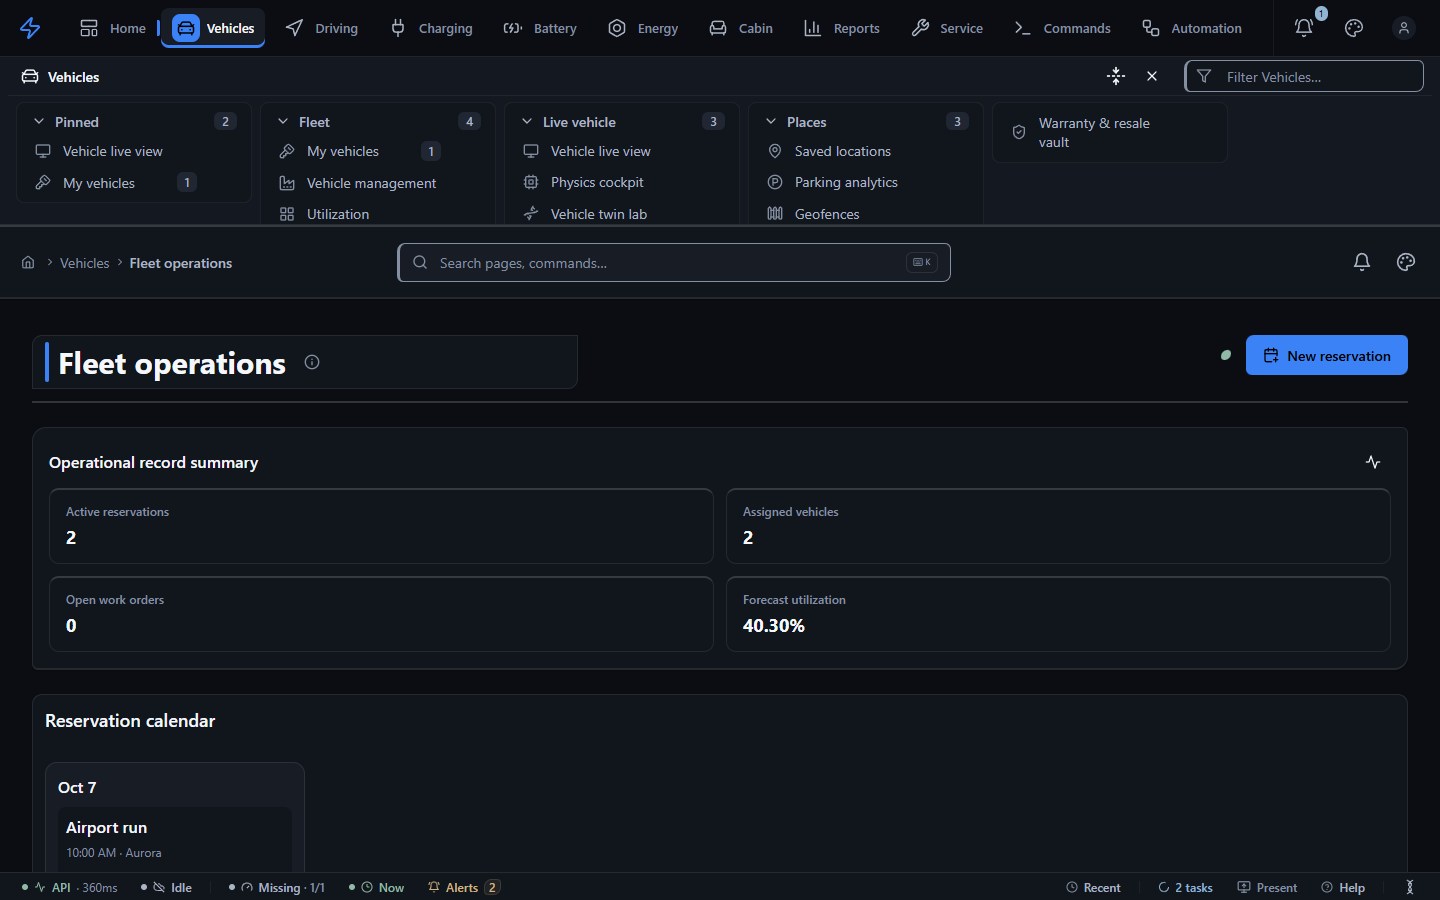 Home
Vehicles
Driving
Charging
Battery
Energy
Cabin
Reports
Service
Commands
Automation
1
Vehicles
Filter Vehicles...
Pinned 2
Vehicle live view
My vehicles 1
Fleet 4
My vehicles 1
Vehicle management
Utilization
Live vehicle 3
Vehicle live view
Physics cockpit
Vehicle twin lab
Places 3
Saved locations
Parking analytics
Geofences
Warranty & resale
vault
Vehicles
Fleet operations
Search pages, commands...
K
Fleet operations
New reservation
Operational record summary
Active reservations
2
Assigned vehicles
2
Open work orders
0
Forecast utilization
40.30%
Reservation calendar
Oct 7
Airport run
10:00 AM · Aurora
API · 360ms
Idle
Missing · 1/1
Now
Alerts 2
Recent
2 tasks
Present
Help